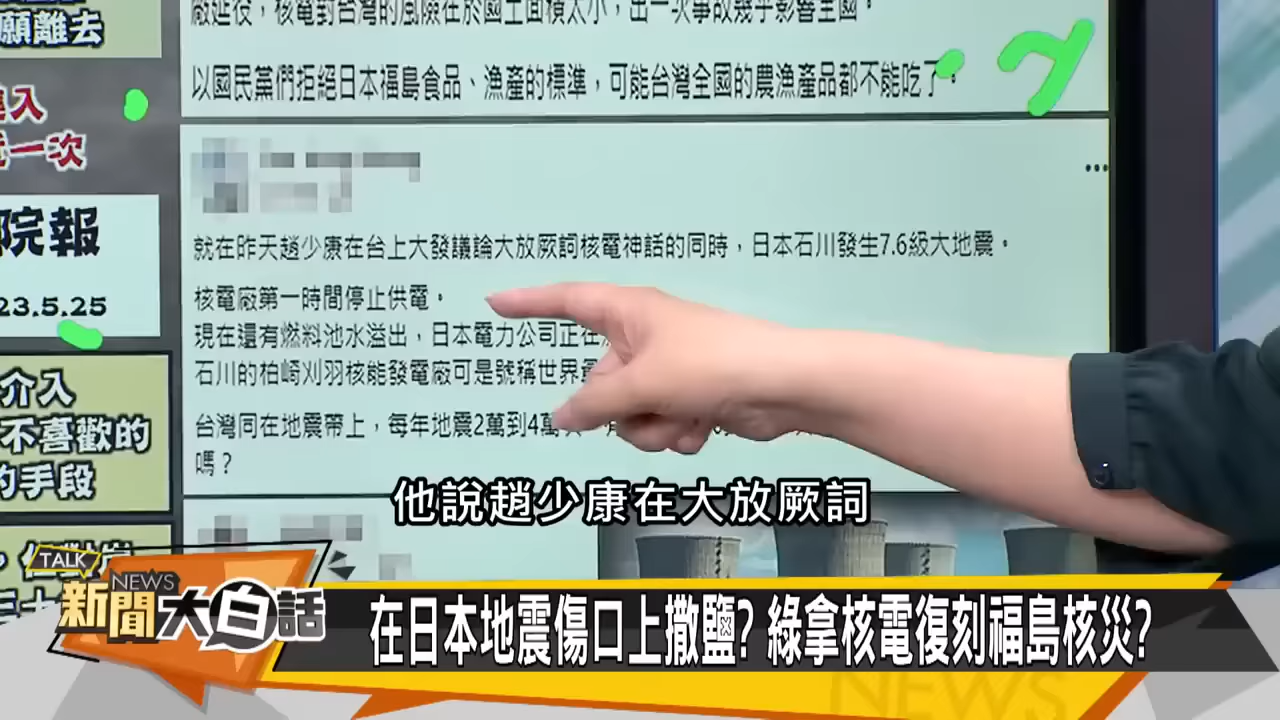 願離去
進入
一次
院報
23.5.25
介入
不喜歡的
的手段
廠延役，核電對台灣的風險在於國土面積太小，出一次事故幾乎影響全國。
以國民黨們拒絕日本福島食品、漁產的標準，可能台灣全國的農漁產品都不能吃了。
就在昨天趙少康在台上大發議論大放厥詞核電神話的同時，日本石川發生7.6級大地震。
核電廠第一時間停止供電。
現在還有燃料池水溢出，日本電力公司正在
石川的柏崎刈羽核能發電廠可是號稱世界
台灣同在地震帶上，每年地震2萬到4萬
嗎？
他說趙少康在大放厥詞
TALK
NEWS
新聞大白話
在日本地震傷口上撒鹽? 綠拿核電復刻福島核災?
NEWS